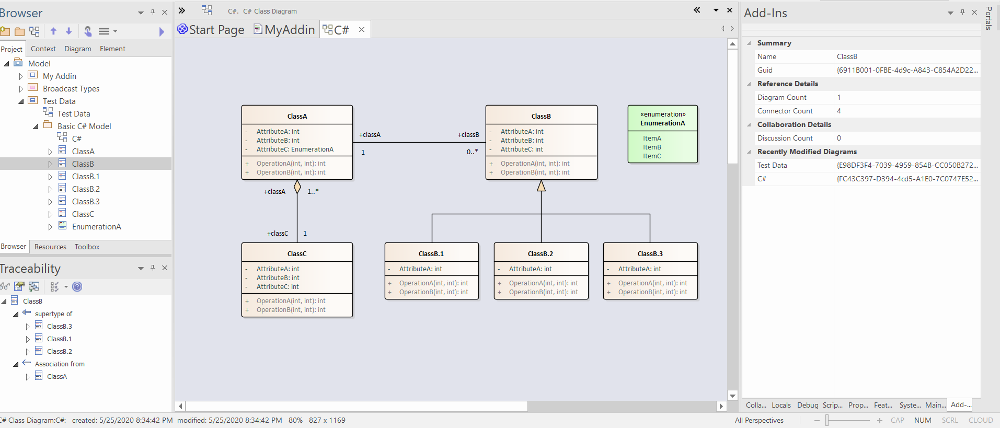 Browser
Project Context Diagram Element
Model
My Addin
Broadcast Types
Test Data
Test Data
Basic C# Model
C#
ClassA
ClassB
ClassB.1
ClassB.2
ClassB.3
ClassC
EnumerationA
Browser Resources Toolbox
Traceability
ClassB
supertype of
ClassB.3
ClassB.1
ClassB.2
Association from
ClassA
C#. C# Class Diagram
Start Page MyAddin C#
ClassA
- AttributeA: int
- AttributeB: int
- AttributeC: EnumerationA
+ OperationA(int, int): int
+ OperationB(int, int): int
+classA
+classB
1
0..*
ClassB
- AttributeA: int
- AttributeB: int
- AttributeC: int
+ OperationA(int, int): int
+ OperationB(int, int): int
«enumeration»
EnumerationA
ItemA
ItemB
ItemC
+classA 1..*
+classC 1
ClassC
- AttributeA: int
- AttributeB: int
- AttributeC: int
+ OperationA(int, int): int
+ OperationB(int, int): int
ClassB.1
- AttributeA: int
+ OperationA(int, int): int
+ OperationB(int, int): int
ClassB.2
- AttributeA: int
+ OperationA(int, int): int
+ OperationB(int, int): int
ClassB.3
- AttributeA: int
+ OperationA(int, int): int
+ OperationB(int, int): int
Add-Ins
Portals
Summary
Name ClassB
Guid {6911B001-0FBE-4d9c-A843-C854A2D22...
Reference Details
Diagram Count 1
Connector Count 4
Collaboration Details
Discussion Count 0
Recently Modified Diagrams
Test Data {E98DF3F4-7039-4959-854B-CC050B272...
C# {FC43C397-D394-4cd5-A1E0-7C0747E52...
Colla... Locals Debug Scrip... Prop... Feat... Syste... Main... Add-...
C# Class Diagram:C#: created: 5/25/2020 8:34:42 PM modified: 5/25/2020 8:34:42 PM 80% 827 x 1169
All Perspectives CAP NUM SCRL CLOUD